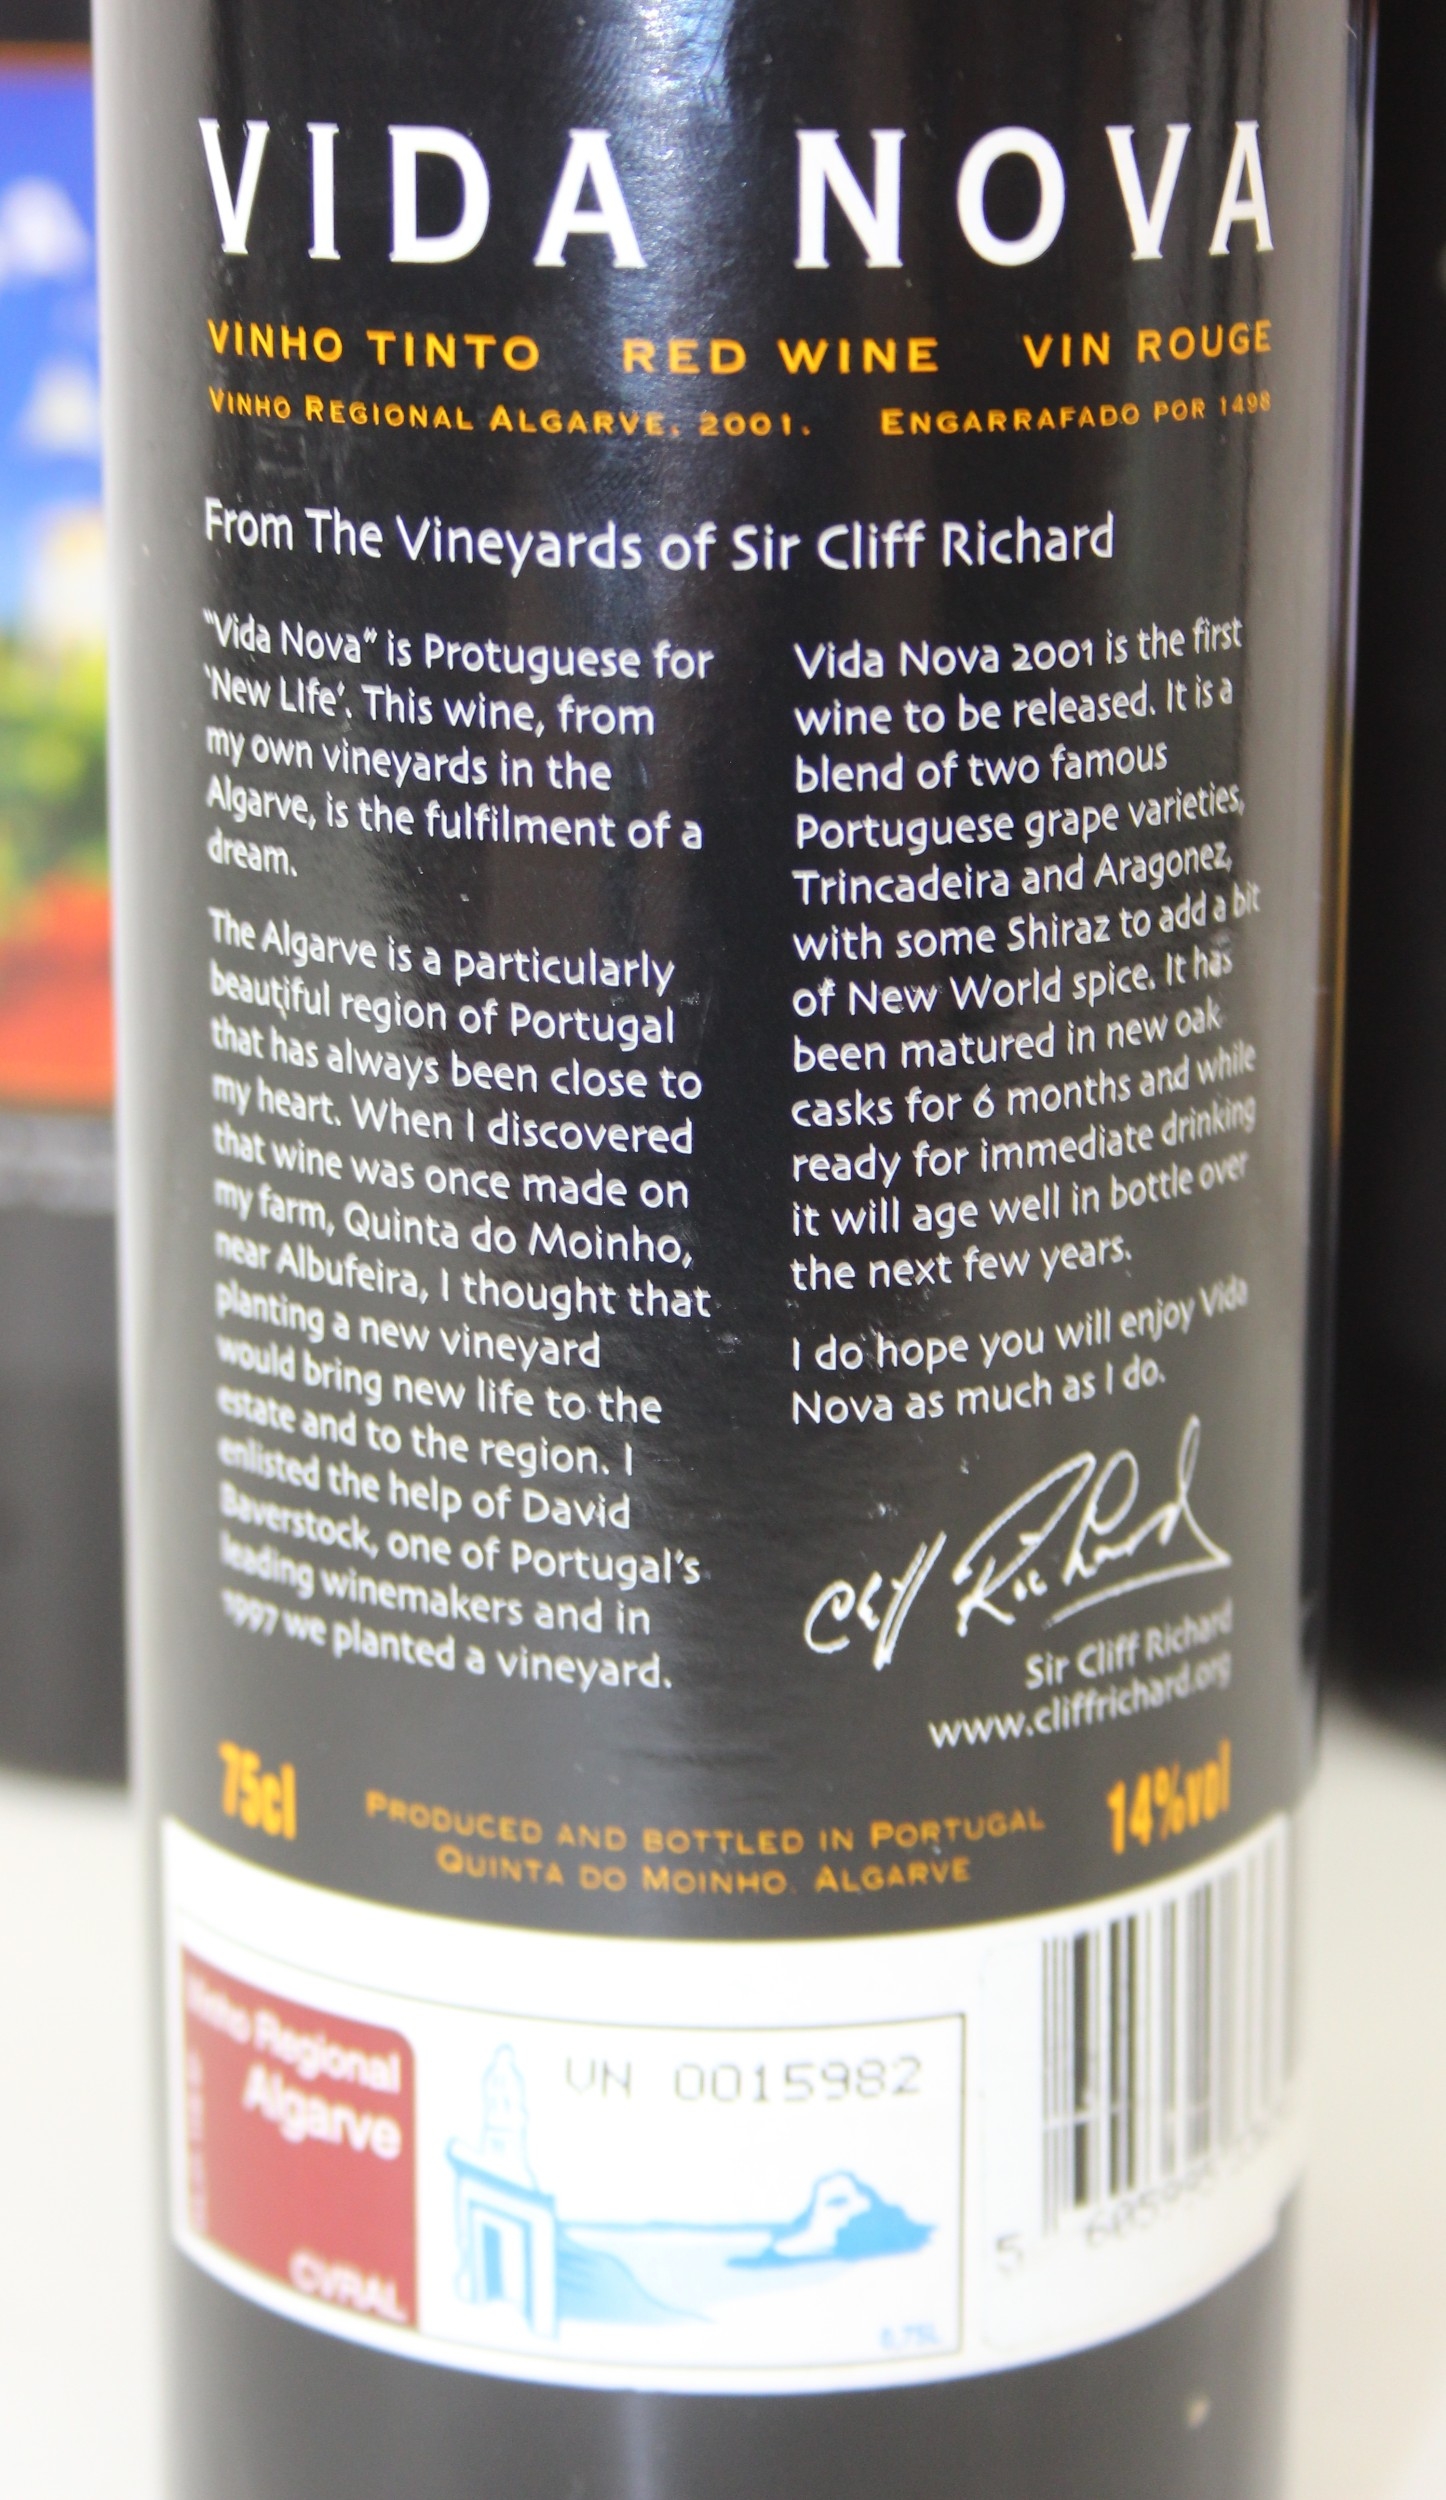 VIDA NOVA
VINHO TINTO RED WINE VIN ROUGE
VINHO REGIONAL ALGARVE, 2001. ENGARRAFADO POR 1498
From The Vineyards of Sir Cliff Richard
"Vida Nova" is Protuguese for
'New LIfe'. This wine, from
my own vineyards in the
Algarve, is the fulfilment of a
dream.
The Algarve is a particularly
beautiful region of Portugal
that has always been close to
my heart. When I discovered
that wine was once made on
my farm, Quinta do Moinho,
near Albufeira, I thought that
planting a new vineyard
would bring new life to the
estate and to the region. I
enlisted the help of David
Baverstock, one of Portugal's
leading winemakers and in
1997 we planted a vineyard.
Vida Nova 2001 is the first
wine to be released. It is a
blend of two famous
Portuguese grape varieties,
Trincadeira and Aragonez,
with some Shiraz to add a bit
of New World spice. It has
been matured in new oak
casks for 6 months and while
ready for immediate drinking
it will age well in bottle over
the next few years.
I do hope you will enjoy Vida
Nova as much as I do.
Cliff Richard
Sir Cliff Richard
www.cliffrichard.org
75cl
PRODUCED AND BOTTLED IN PORTUGAL
QUINTA DO MOINHO, ALGARVE
14%vol
Vinho Regional
Algarve
CVRAL
VN 0015982
0,75L